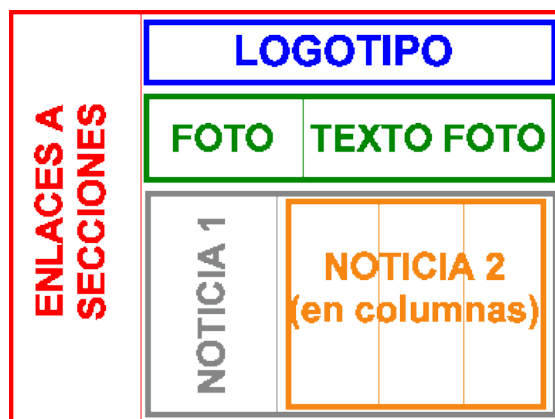 ENLACES A
SECCIONES
LOGOTIPO
FOTO
TEXTO FOTO
NOTICIA 1
NOTICIA 2
(en columnas)